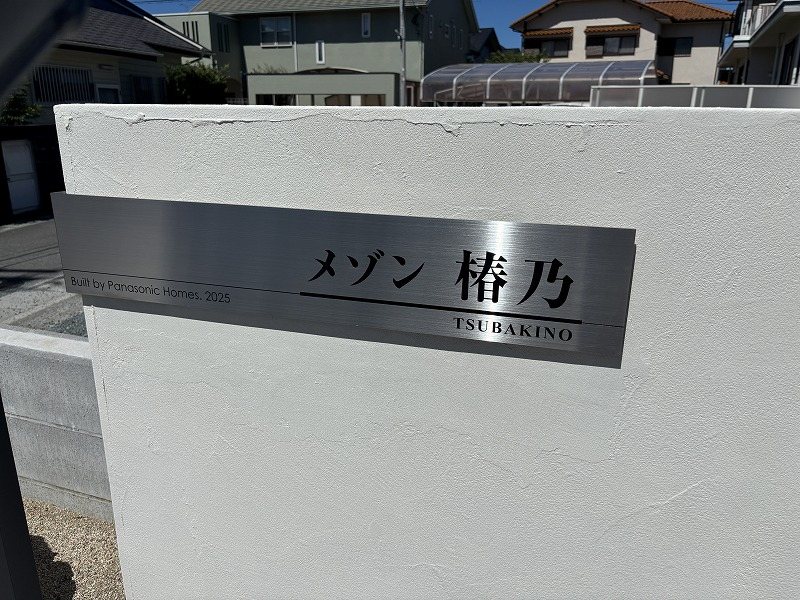 メゾン 椿乃
Built by Panasonic Homes. 2025
TSUBAKINO